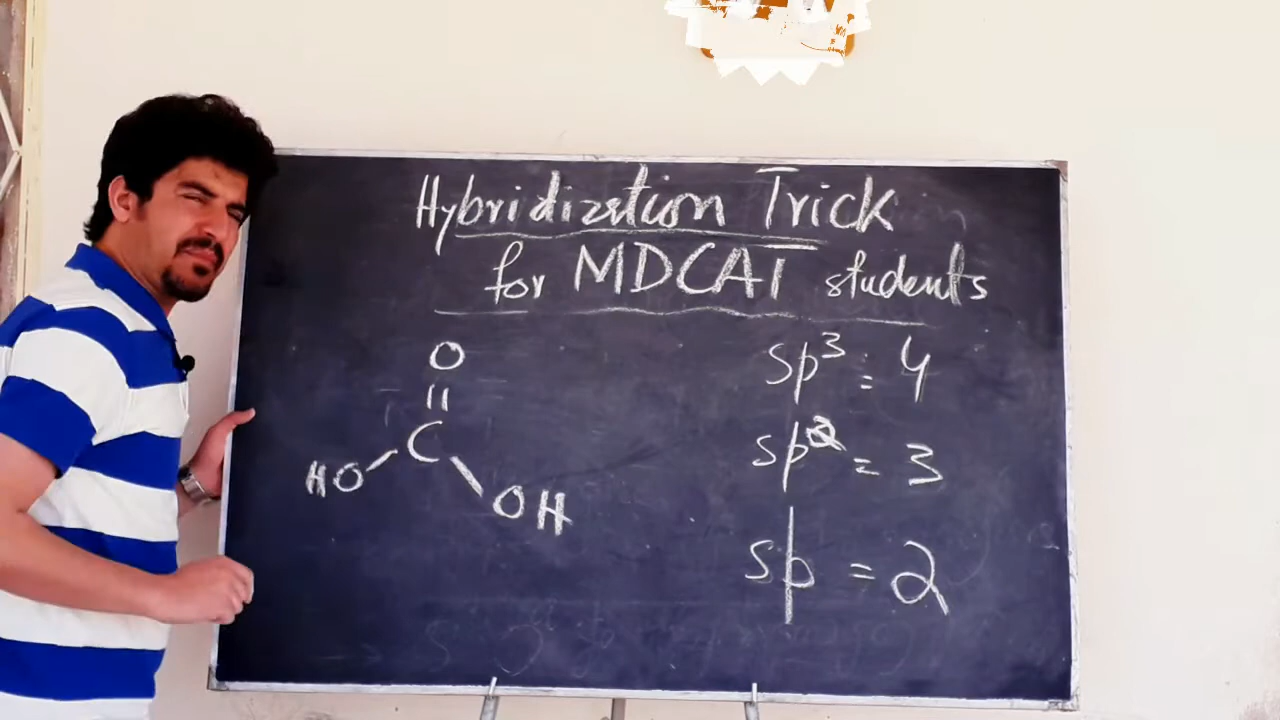 Hybridization Trick
for MDCAT students
O
||
C
HO
OH
sp³ = 4
sp² = 3
sp = 2